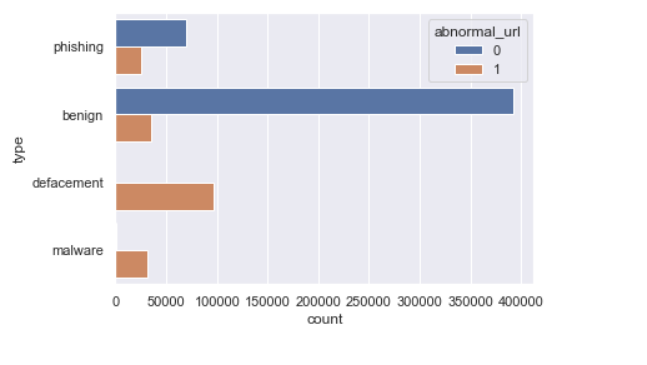 abnormal_url
0
1
phishing
benign
defacement
malware
type
0 50000 100000 150000 200000 250000 300000 350000 400000
count